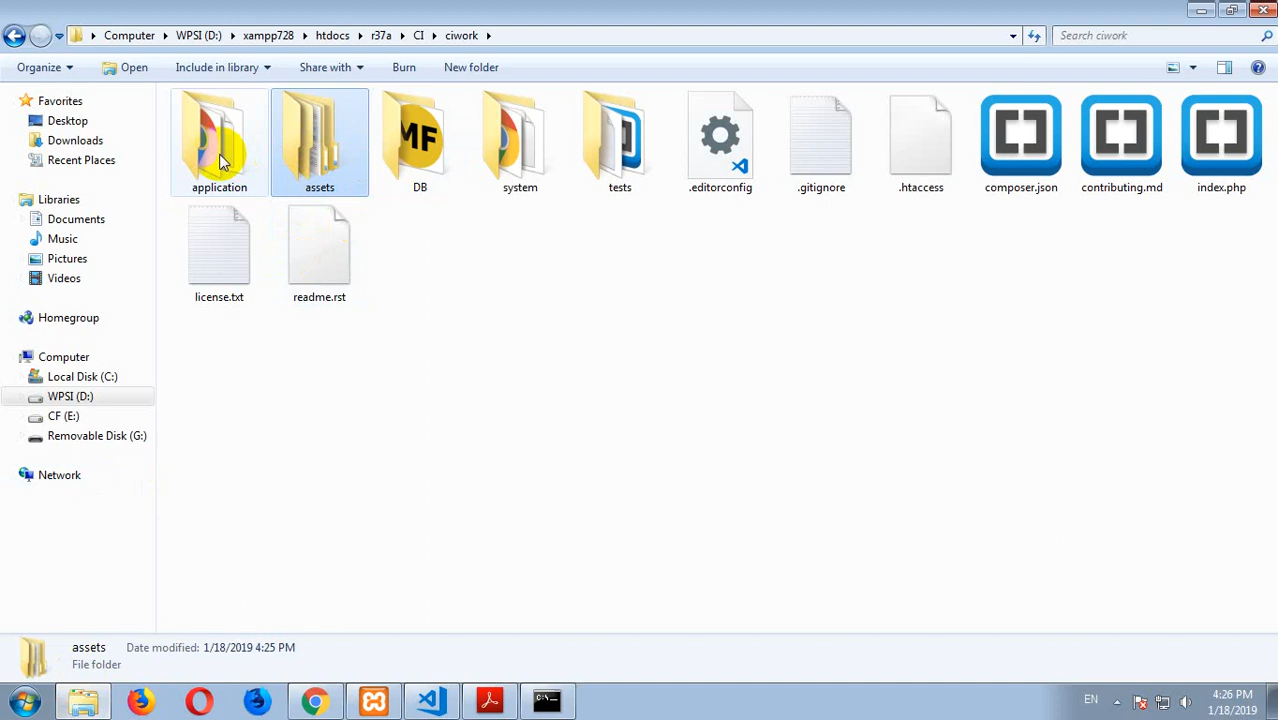 Computer WPSI (D:) xampp728 htdocs r37a CI ciwork
Search ciwork
Organize Open Include in library Share with Burn New folder
Favorites
Desktop
Downloads
Recent Places
Libraries
Documents
Music
Pictures
Videos
Homegroup
Computer
Local Disk (C:)
WPSI (D:)
CF (E:)
Removable Disk (G:)
Network
MF
application assets DB system tests .editorconfig .gitignore .htaccess composer.json contributing.md index.php
license.txt readme.rst
assets Date modified: 1/18/2019 4:25 PM
File folder
EN
4:26 PM
1/18/2019